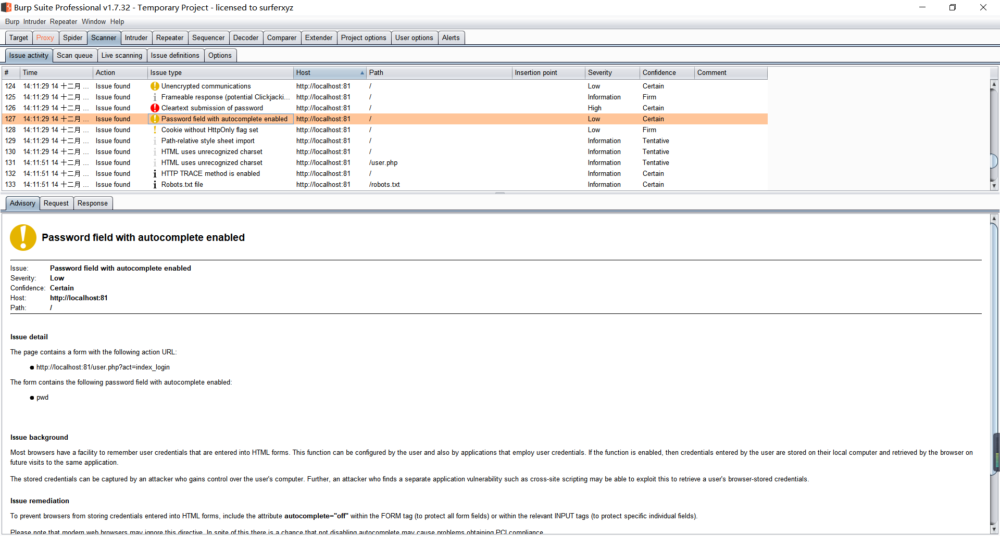 Burp Suite Professional v1.7.32 - Temporary Project - licensed to surferxyz
Burp Intruder Repeater Window Help
Target Proxy Spider Scanner Intruder Repeater Sequencer Decoder Comparer Extender Project options User options Alerts
Issue activity Scan queue Live scanning Issue definitions Options
# Time Action Issue type Host Path Insertion point Severity Confidence Comment
124 14:11:29 14 十二月 ... Issue found Unencrypted communications http://localhost:81 / Low Certain
125 14:11:29 14 十二月 ... Issue found Frameable response (potential Clickjacki... http://localhost:81 / Information Firm
126 14:11:29 14 十二月 ... Issue found Cleartext submission of password http://localhost:81 / High Certain
127 14:11:29 14 十二月 ... Issue found Password field with autocomplete enabled http://localhost:81 / Low Certain
128 14:11:29 14 十二月 ... Issue found Cookie without HttpOnly flag set http://localhost:81 / Low Firm
129 14:11:29 14 十二月 ... Issue found Path-relative style sheet import http://localhost:81 / Information Tentative
130 14:11:29 14 十二月 ... Issue found HTML uses unrecognized charset http://localhost:81 / Information Tentative
131 14:11:51 14 十二月 ... Issue found HTML uses unrecognized charset http://localhost:81 /user.php Information Tentative
132 14:11:51 14 十二月 ... Issue found HTTP TRACE method is enabled http://localhost:81 / Information Certain
133 14:11:51 14 十二月 ... Issue found Robots.txt file http://localhost:81 /robots.txt Information Certain
Advisory Request Response
Password field with autocomplete enabled
Issue: Password field with autocomplete enabled
Severity: Low
Confidence: Certain
Host: http://localhost:81
Path: /
Issue detail
The page contains a form with the following action URL:
● http://localhost:81/user.php?act=index_login
The form contains the following password field with autocomplete enabled:
● pwd
Issue background
Most browsers have a facility to remember user credentials that are entered into HTML forms. This function can be configured by the user and also by applications that employ user credentials. If the function is enabled, then credentials entered by the user are stored on their local computer and retrieved by the browser on
future visits to the same application.
The stored credentials can be captured by an attacker who gains control over the user's computer. Further, an attacker who finds a separate application vulnerability such as cross-site scripting may be able to exploit this to retrieve a user's browser-stored credentials.
Issue remediation
To prevent browsers from storing credentials entered into HTML forms, include the attribute autocomplete="off" within the FORM tag (to protect all form fields) or within the relevant INPUT tags (to protect specific individual fields).
Please note that modern web browsers may ignore this directive. In spite of this there is a chance that not disabling autocomplete may cause problems obtaining PCI compliance.